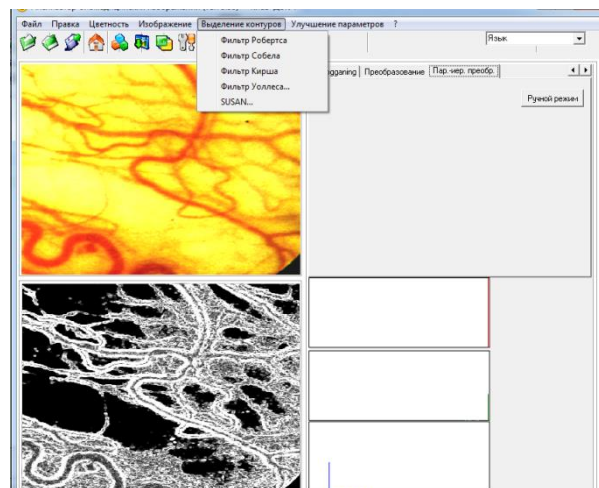 Файл Правка Цветность Изображение Выделение контуров Улучшение параметров ?
Язык
Фильтр Робертса
Фильтр Собела
Фильтр Кирша
Фильтр Уоллеса...
SUSAN...
Преобразование Пар.-иер. преобр.
Ручной режим